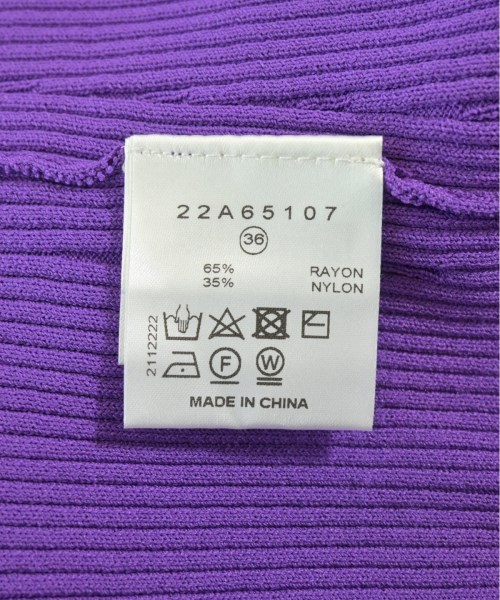 22A65107
36
65% RAYON
35% NYLON
2112222
F W
MADE IN CHINA